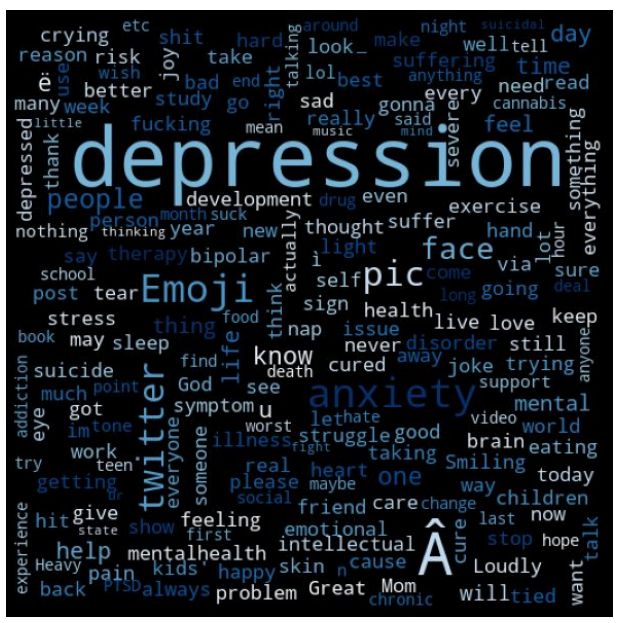 etc
crying
shit
hard
around
make
night
suicidal
day
reason
risk
joy
take
talking
look_
suffering
well
tell
time
ë
use
wish
bad
end
right
lol
best
anything
need
read
many
week
better
study
go
sad
gonna
every
cannabis
little
fucking
mean
music
really
said
mind
severe
feel
something
depressed
thank
depression
everything
people
development
drug
even
exercise
person
month
suck
actually
thought
suffer
hand
lot
hour
nothing
thinking
year
new
light
face
via
sure
say
therapy
bipolar
ì
come
school
self
pic
long
going
deal
post
tear
Emoji
think
sign
health
live
love
keep
stress
thing
food
nap
issue
never
disorder
still
book
may
sleep
life
know
cured
away
joke
trying
anyone
addiction
suicide
find
death
God
see
anxiety
support
mental
much
point
twitter
symptom
u
video
eye
got
im
tone
everyone
someone
worst
let
hate
good
brain
world
work
illness
fight
struggle
taking
eating
try
teen
real
heart
Smiling
today
getting
please
maybe
one
way
children
dr
social
friend
care
change
cure
last
now
experience
hit
give
show
feeling
emotional
Â
stop
hope
talk
state
first
intellectual
help
mentalhealth
Loudly
want
Heavy
pain
kids'
happy
skin
n
cause
back
PTSD
always
problem
Great
Mom
chronic
will
tied